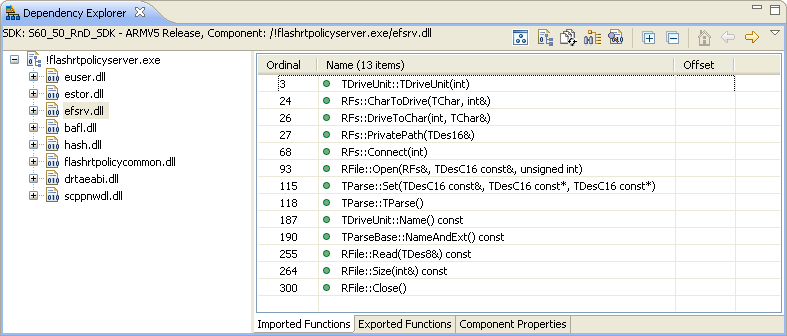 Dependency Explorer
SDK: S60_50_RnD_SDK - ARMV5 Release, Component: /!flashrtpolicyserver.exe/efsrv.dll
!flashrtpolicyserver.exe
euser.dll
estor.dll
efsrv.dll
bafl.dll
hash.dll
flashrtpolicycommon.dll
drtaeabi.dll
scppnwdl.dll
Ordinal Name (13 items) Offset
3 TDriveUnit::TDriveUnit(int)
24 RFs::CharToDrive(TChar, int&)
26 RFs::DriveToChar(int, TChar&)
27 RFs::PrivatePath(TDes16&)
68 RFs::Connect(int)
93 RFile::Open(RFs&, TDesC16 const&, unsigned int)
115 TParse::Set(TDesC16 const&, TDesC16 const*, TDesC16 const*)
118 TParse::TParse()
187 TDriveUnit::Name() const
190 TParseBase::NameAndExt() const
255 RFile::Read(TDes8&) const
264 RFile::Size(int&) const
300 RFile::Close()
Imported Functions Exported Functions Component Properties